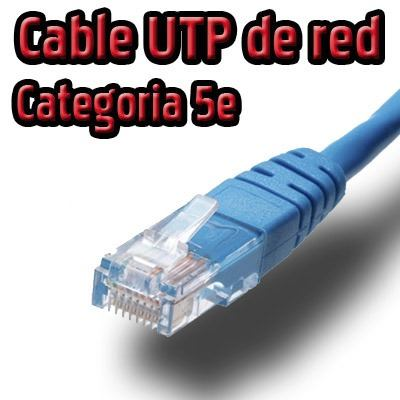 Cable UTP de red
Categoria 5e